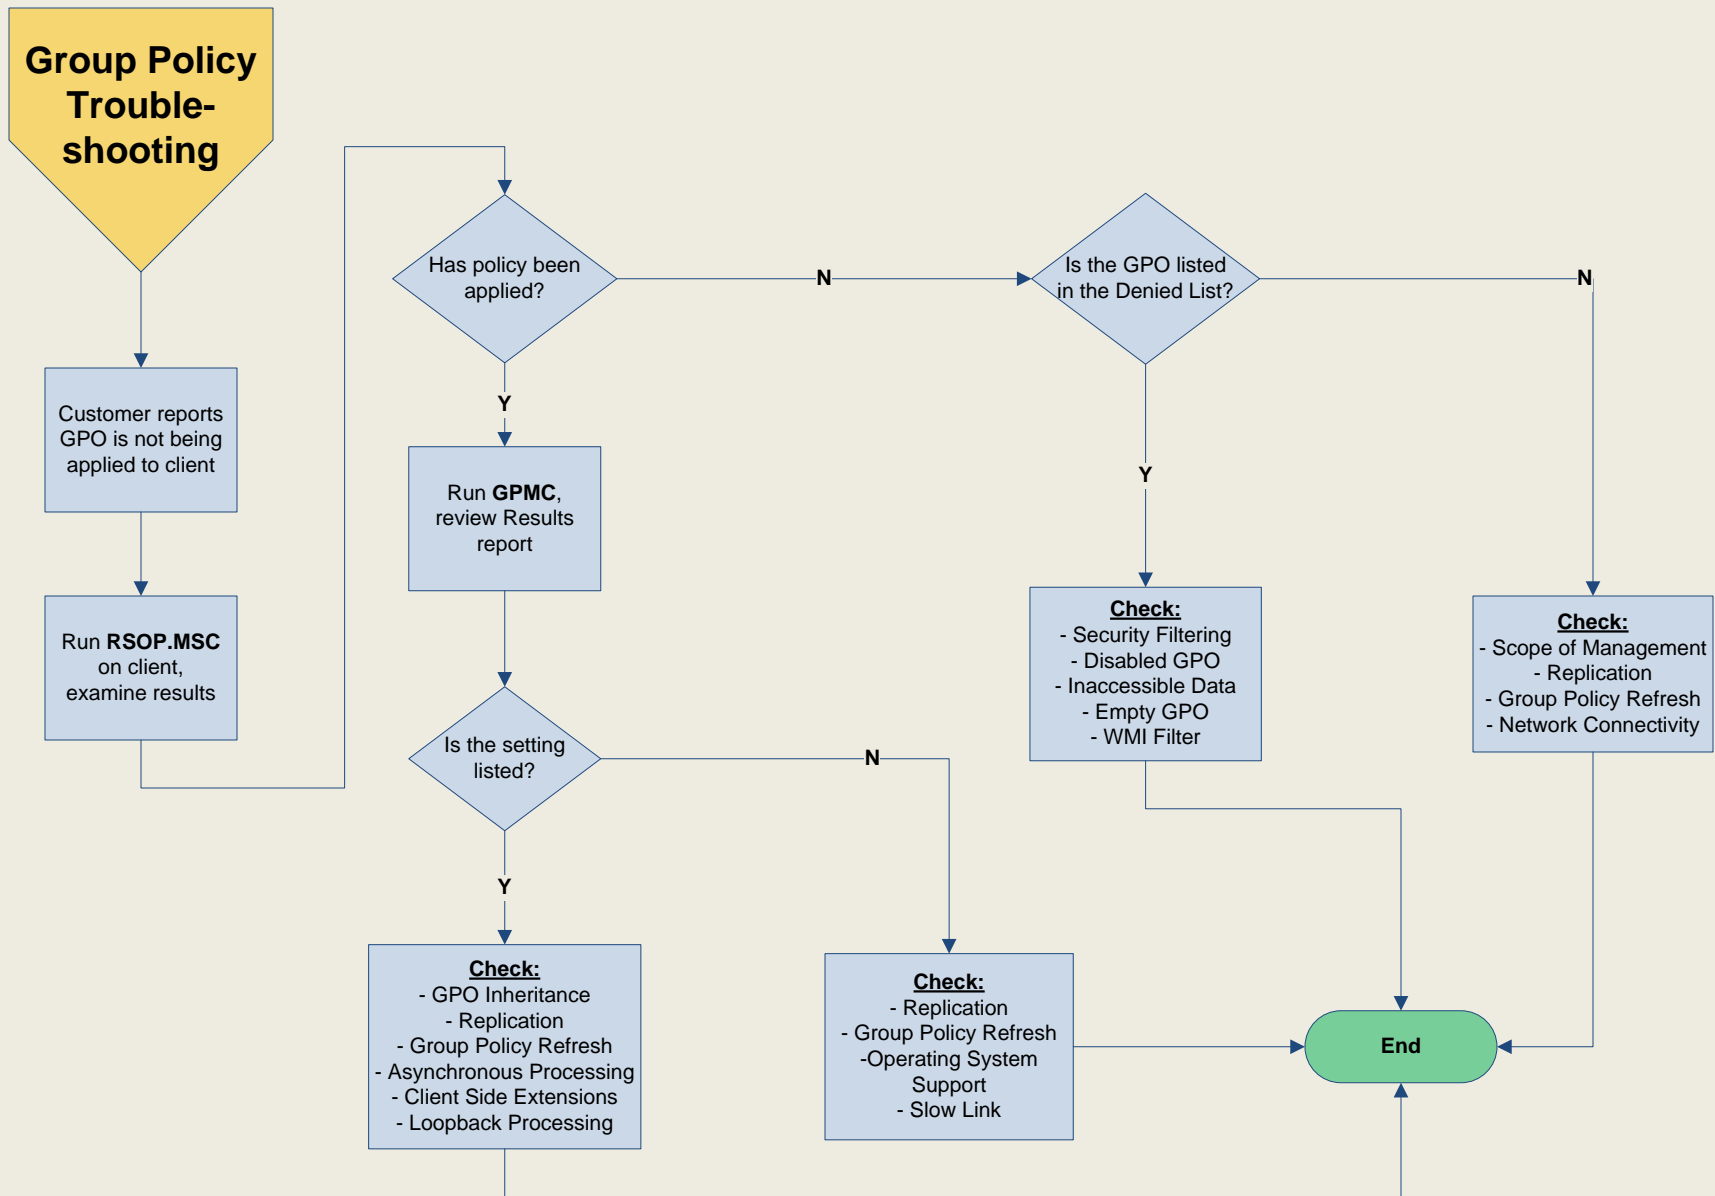 Group Policy
Trouble-
shooting
Customer reports
GPO is not being
applied to client
Run RSOP.MSC
on client,
examine results
Has policy been
applied?
N
Is the GPO listed
in the Denied List?
N
Y
Run GPMC,
review Results
report
Y
Check:
- Security Filtering
- Disabled GPO
- Inaccessible Data
- Empty GPO
- WMI Filter
Check:
- Scope of Management
- Replication
- Group Policy Refresh
- Network Connectivity
Is the setting
listed?
N
Y
Check:
- GPO Inheritance
- Replication
- Group Policy Refresh
- Asynchronous Processing
- Client Side Extensions
- Loopback Processing
Check:
- Replication
- Group Policy Refresh
-Operating System
Support
- Slow Link
End